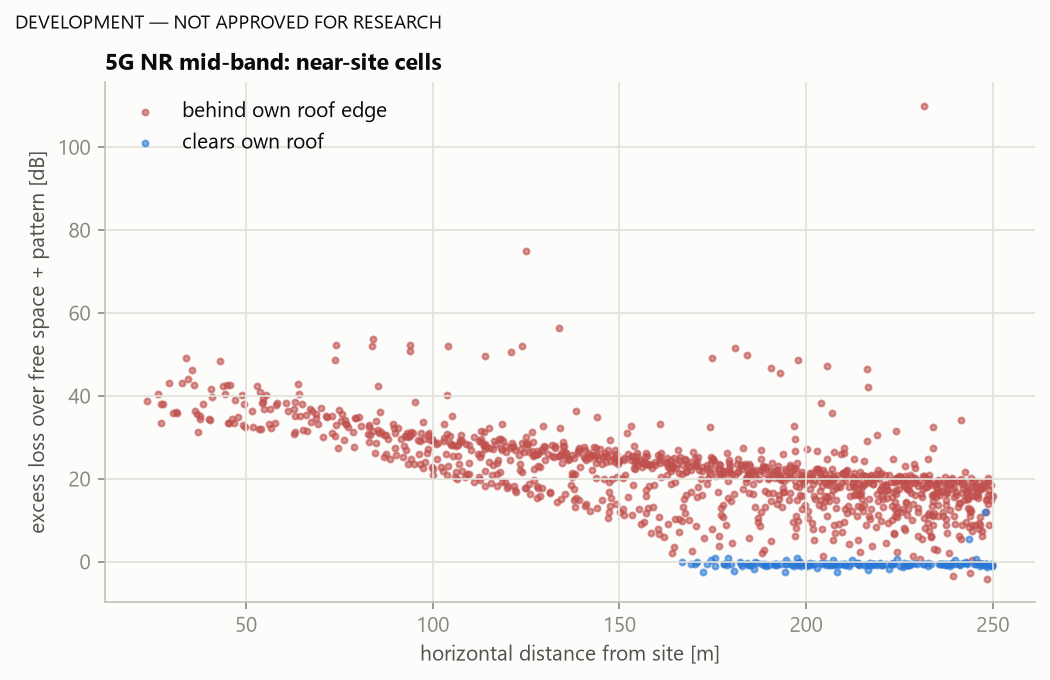 DEVELOPMENT — NOT APPROVED FOR RESEARCH
5G NR mid-band: near-site cells
behind own roof edge
clears own roof
excess loss over free space + pattern [dB]
100
80
60
40
20
0
50 100 150 200 250
horizontal distance from site [m]